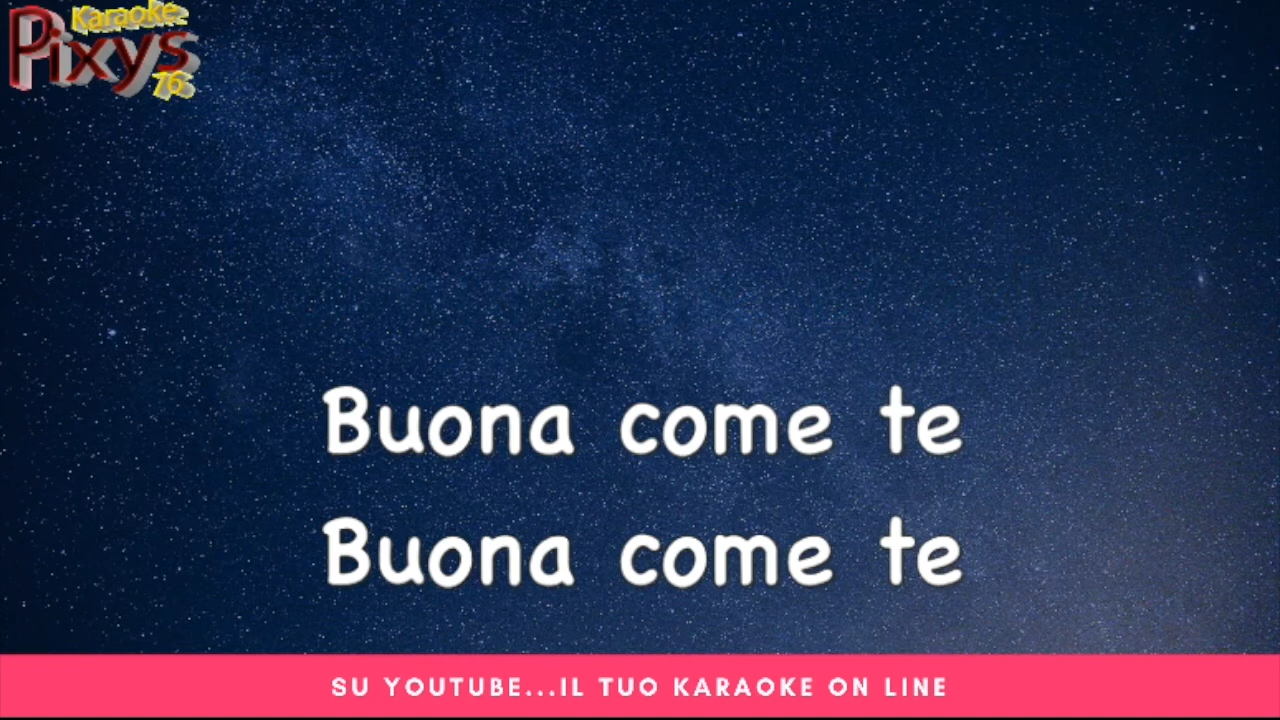 Karaoke
Pixys
76
Buona come te
Buona come te
SU YOUTUBE...IL TUO KARAOKE ON LINE